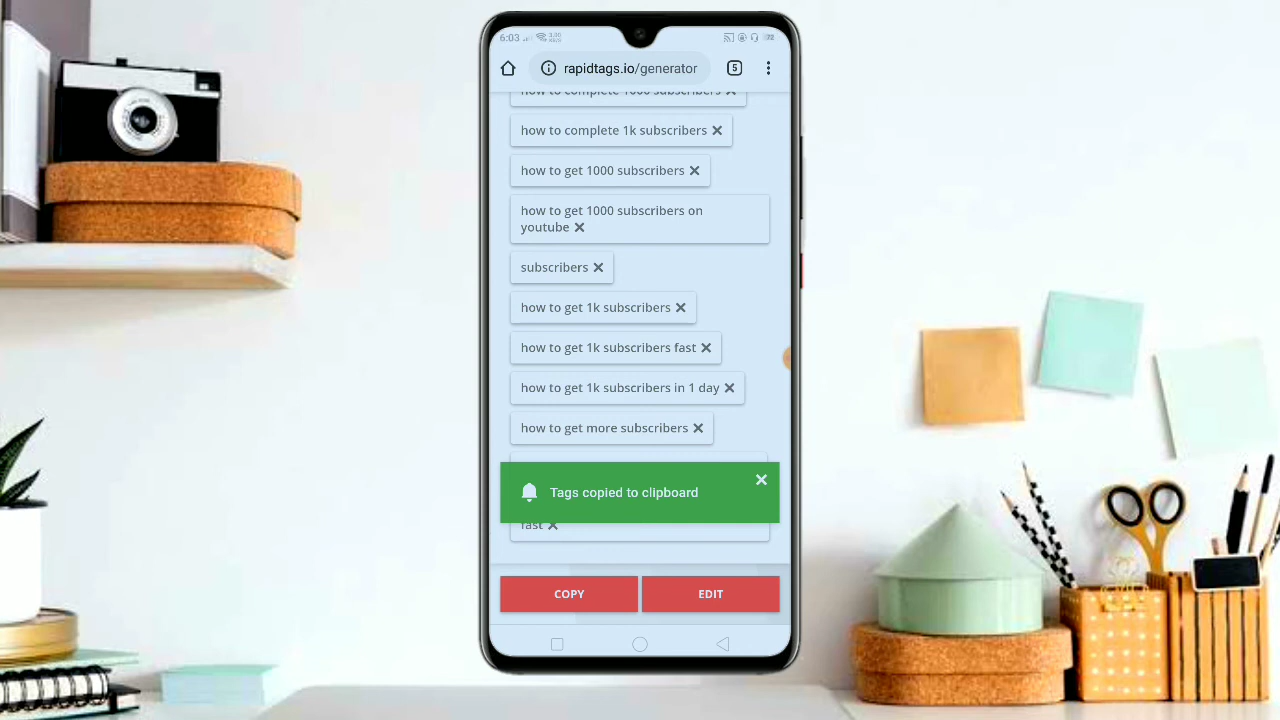 6:03
rapidtags.io/generator
5
how to complete 1000 subscribers ×
how to complete 1k subscribers ×
how to get 1000 subscribers ×
how to get 1000 subscribers on
youtube ×
subscribers ×
how to get 1k subscribers ×
how to get 1k subscribers fast ×
how to get 1k subscribers in 1 day ×
how to get more subscribers ×
Tags copied to clipboard ×
fast ×
COPY EDIT